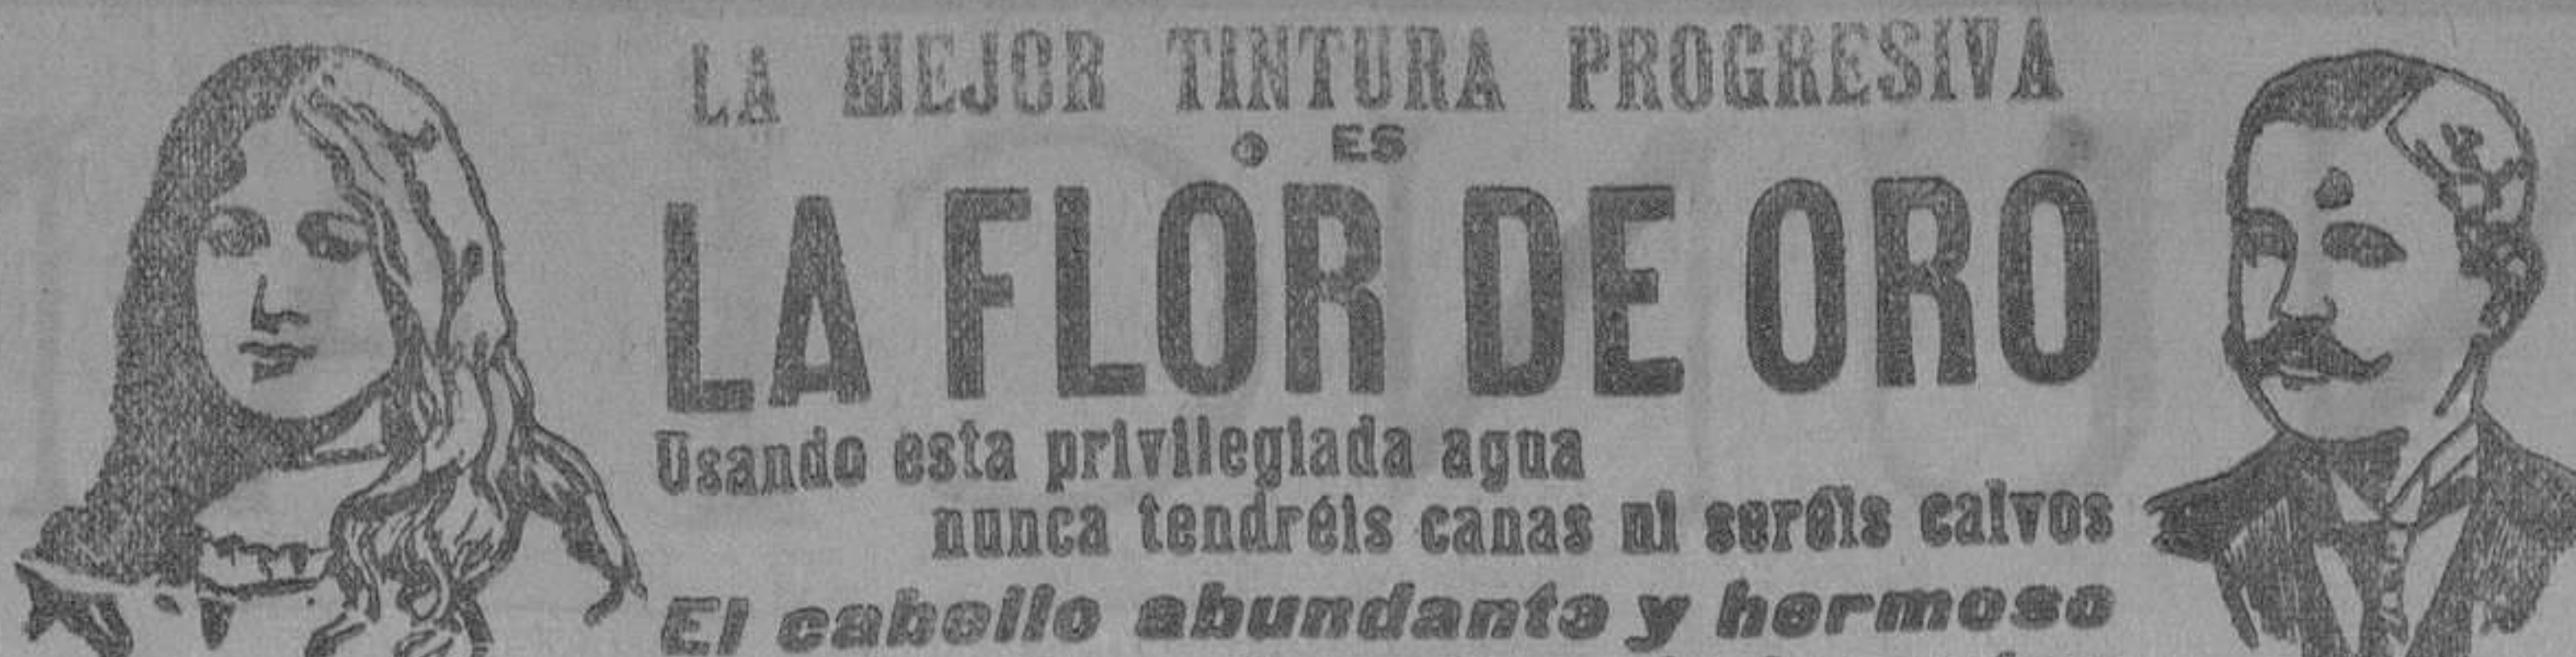 LA MEJOR TINTURA PROGRESIVA
ES
LA FLOR DE ORO
Usando esta privilegiada agua
nunca tendréis canas ni seréis calvos
El cabello abundante y hermoso